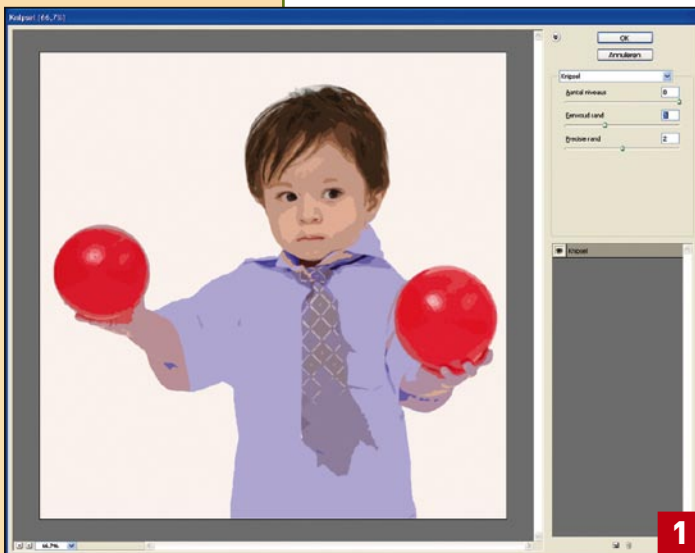 Knipsel (66,7%)
OK
Annuleren
Knipsel
Aantal niveaus 8
Eenvoud rand
Precisie rand 2
Knipsel
66,7%
1